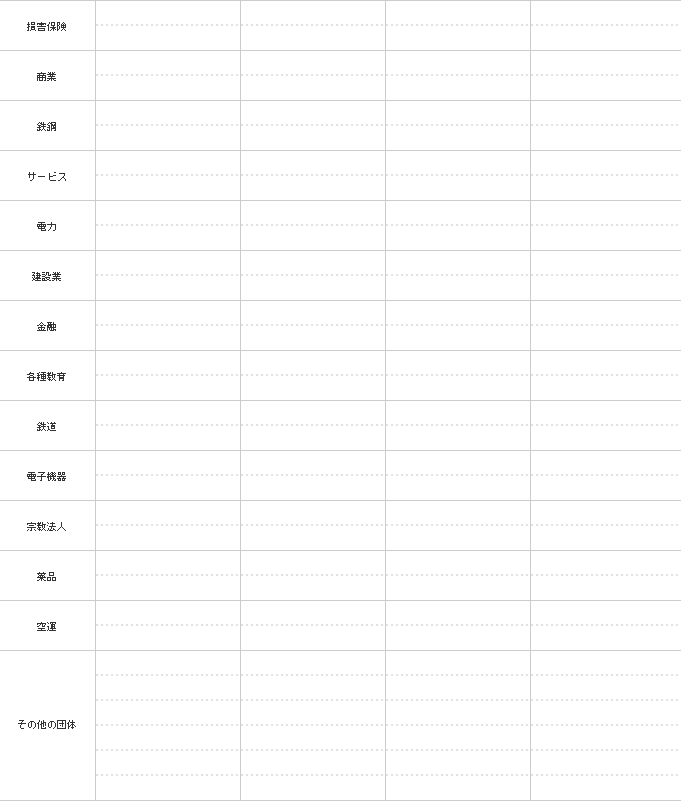 損害保険
商業
鉄鋼
サービス
電力
建設業
金融
各種教育
鉄道
電子機器
宗教法人
薬品
空運
その他の団体